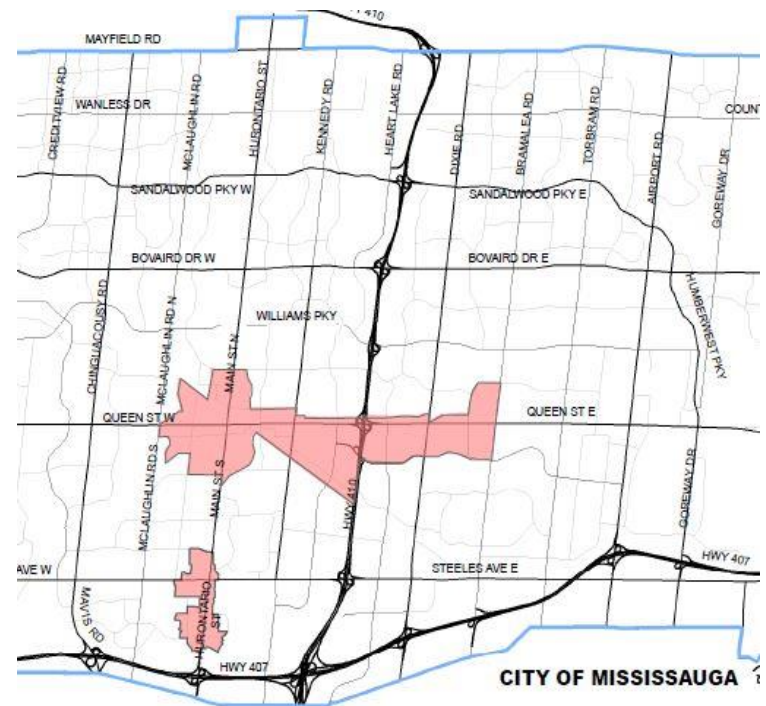 410
MAYFIELD RD
CREDITVIEW RD
WANLESS DR
MCLAUGHLIN RD
HURONTARIO ST
KENNEDY RD
HEART LAKE RD
DIXIE RD
BRAMALEA RD
TORBRAM RD
AIRPORT RD
GOREWAY DR
COUNT
SANDALWOOD PKY W
SANDALWOOD PKY E
BOVAIRD DR W
BOVAIRD DR E
CHINGUACOUSY RD
MCLAUGHLIN RD N
MAIN ST N
WILLIAMS PKY
HUMBERWEST PKY
QUEEN ST W
QUEEN ST E
MCLAUGHLIN RD S
MAIN ST S
HWY 410
GOREWAY DR
AVE W
STEELES AVE E
HWY 407
MAVIS RD
HURONTARIO
ST
HWY 407
CITY OF MISSISSAUGA